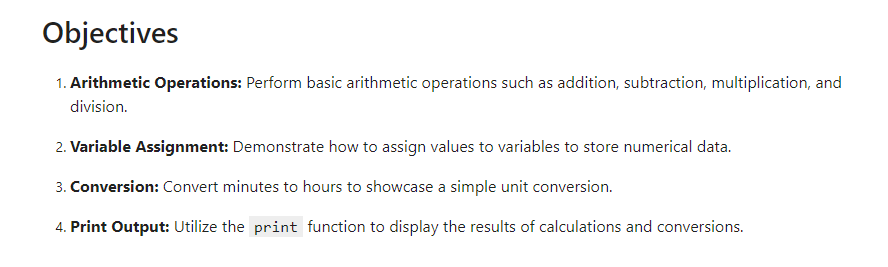 Objectives
1. Arithmetic Operations: Perform basic arithmetic operations such as addition, subtraction, multiplication, and
division.
2. Variable Assignment: Demonstrate how to assign values to variables to store numerical data.
3. Conversion: Convert minutes to hours to showcase a simple unit conversion.
4. Print Output: Utilize the print function to display the results of calculations and conversions.